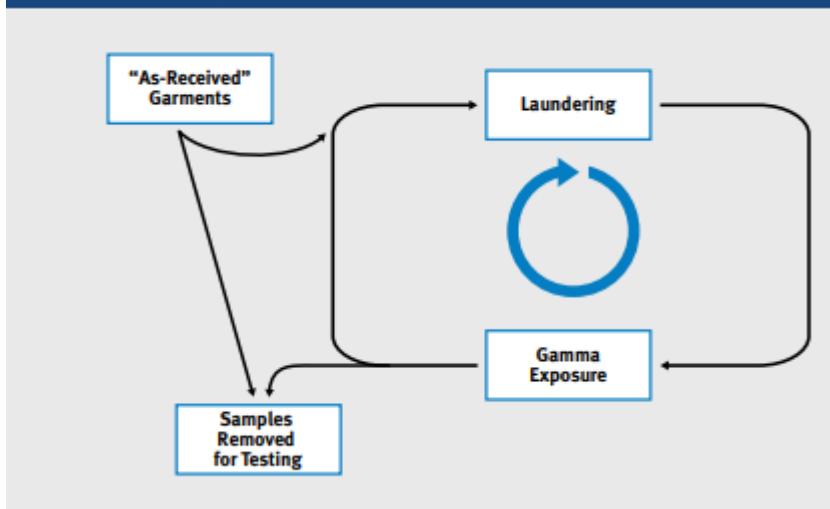 “As-Received”
Garments
Laundering
Gamma
Exposure
Samples
Removed
for Testing